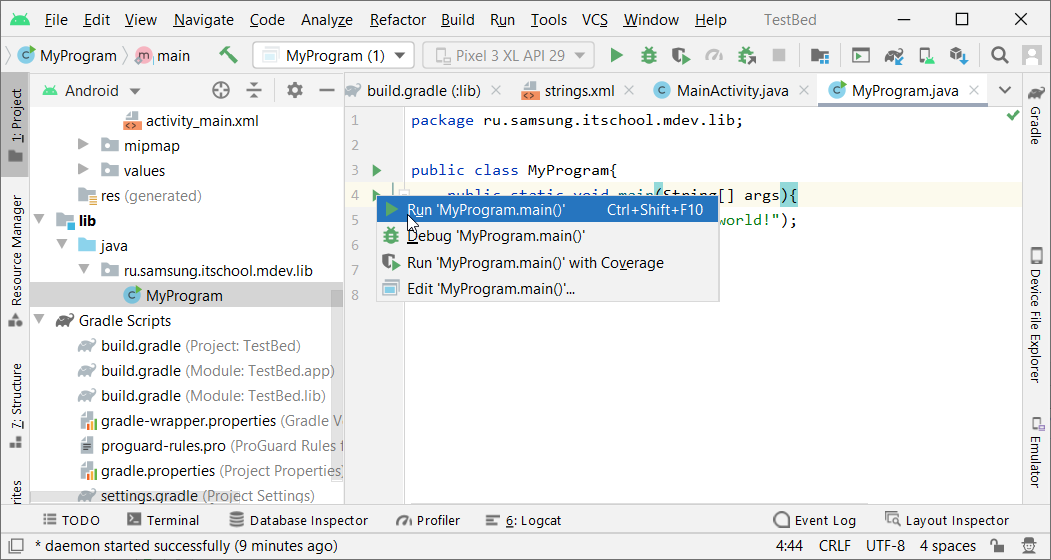 File Edit View Navigate Code Analyze Refactor Build Run Tools VCS Window Help TestBed
MyProgram main MyProgram (1) Pixel 3 XL API 29
1: Project
Resource Manager
7: Structure
Android
activity_main.xml
mipmap
values
res (generated)
lib
java
ru.samsung.itschool.mdev.lib
MyProgram
Gradle Scripts
build.gradle (Project: TestBed)
build.gradle (Module: TestBed.app)
build.gradle (Module: TestBed.lib)
gradle-wrapper.properties (Gradle V
proguard-rules.pro (ProGuard Rules f
gradle.properties (Project Properties)
settings.gradle (Project Settings)
build.gradle (:lib) strings.xml MainActivity.java MyProgram.java
1 package ru.samsung.itschool.mdev.lib;
2
3 public class MyProgram{
4 public static void main(String[] args){
5 world!");
6
7
8
Run 'MyProgram.main()' Ctrl+Shift+F10
Debug 'MyProgram.main()'
Run 'MyProgram.main()' with Coverage
Edit 'MyProgram.main()'...
Gradle
Device File Explorer
Emulator
TODO Terminal Database Inspector Profiler 6: Logcat Event Log Layout Inspector
* daemon started successfully (9 minutes ago) 4:44 CRLF UTF-8 4 spaces